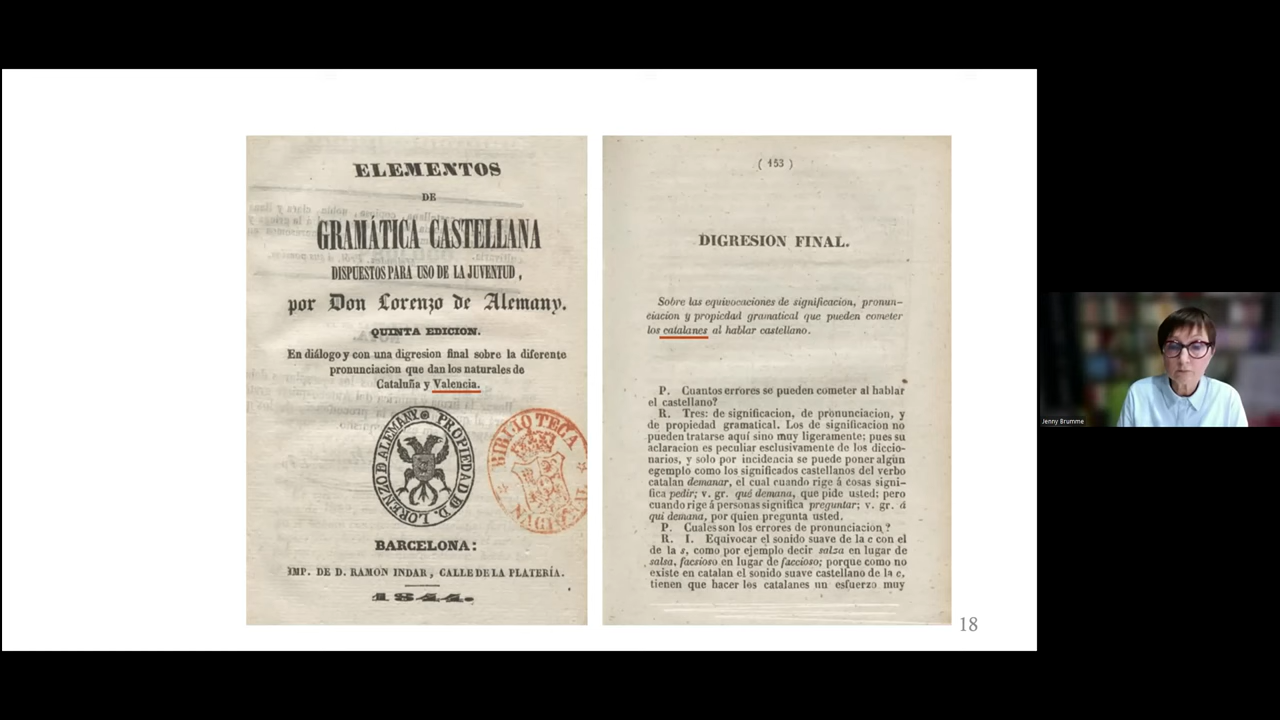 ELEMENTOS
DE
GRAMÁTICA CASTELLANA
DISPUESTOS PARA USO DE LA JUVENTUD,
por Don Lorenzo de Alemany.
QUINTA EDICION.
En diálogo y con una digresion final sobre la diferente
pronunciacion que dan los naturales de
Cataluña y Valencia.
PROPIEDAD DE D. LORENZO D ALEMANY
BIBLIOTECA
NACIONAL
BARCELONA:
IMP. DE D. RAMON INDAR, CALLE DE LA PLATERÍA.
1844.
( 153 )
DIGRESION FINAL.
Sobre las equivocaciones de significacion, pronun-
ciacion y propiedad gramatical que pueden cometer
los catalanes al hablar castellano.
P. Cuantos errores se pueden cometer al hablar
el castellano?
R. Tres: de significacion, de pronunciacion, y
de propiedad gramatical. Los de significacion no
pueden tratarse aquí sino muy ligeramente; pues su
aclaracion es peculiar esclusivamente de los diccio-
narios, y solo por incidencia se puede poner algun
egemplo como los significados castellanos del verbo
catalan demanar, el cual cuando rige á cosas signi-
fica pedir; v. gr. qué demana, que pide usted; pero
cuando rige á personas significa preguntar; v. gr. á
qui demana, por quien pregunta usted.
P. Cuales son los errores de pronunciacion?
R. I. Equivocar el sonido suave de la c con el
de la s, como por ejemplo decir salza en lugar de
salsa, facsioso en lugar de faccioso; porque como no
existe en catalan el sonido suave castellano de la c,
tienen que hacer los catalanes un esfuerzo muy
18
Jenny Brumme